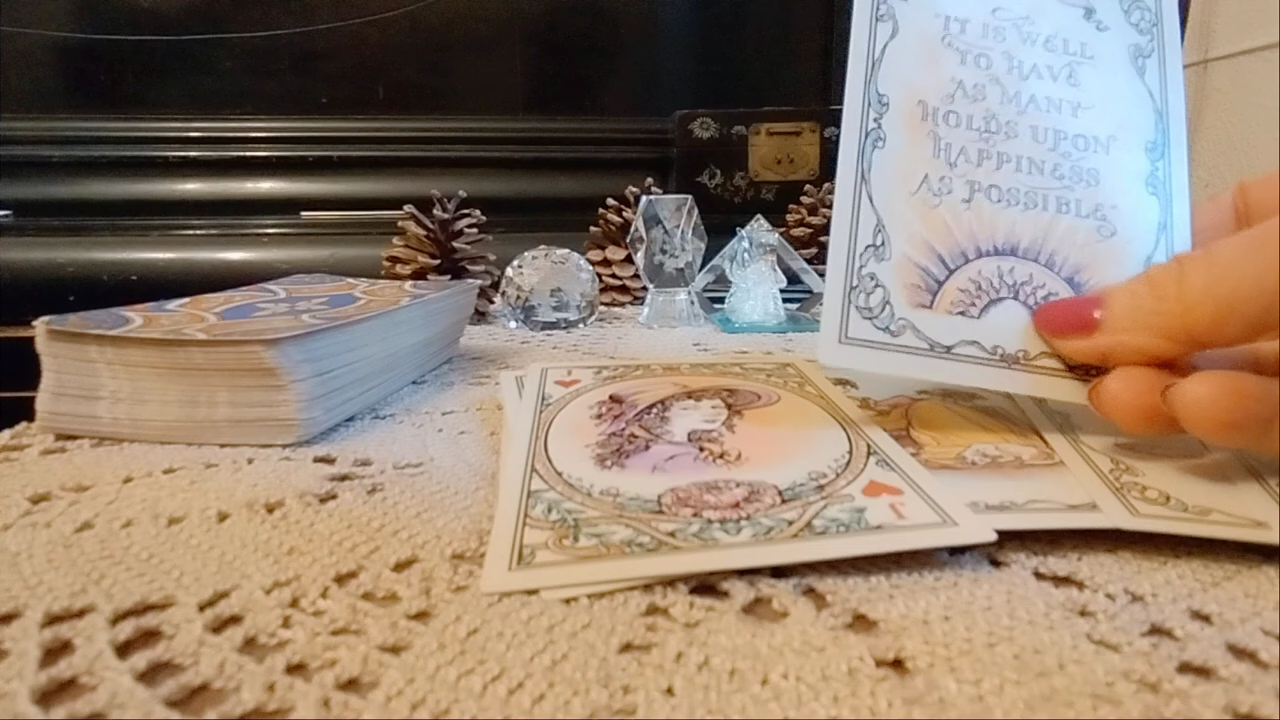 IT IS WELL
TO HAVE
AS MANY
HOLDS UPON
HAPPINESS
AS POSSIBLE
J
J